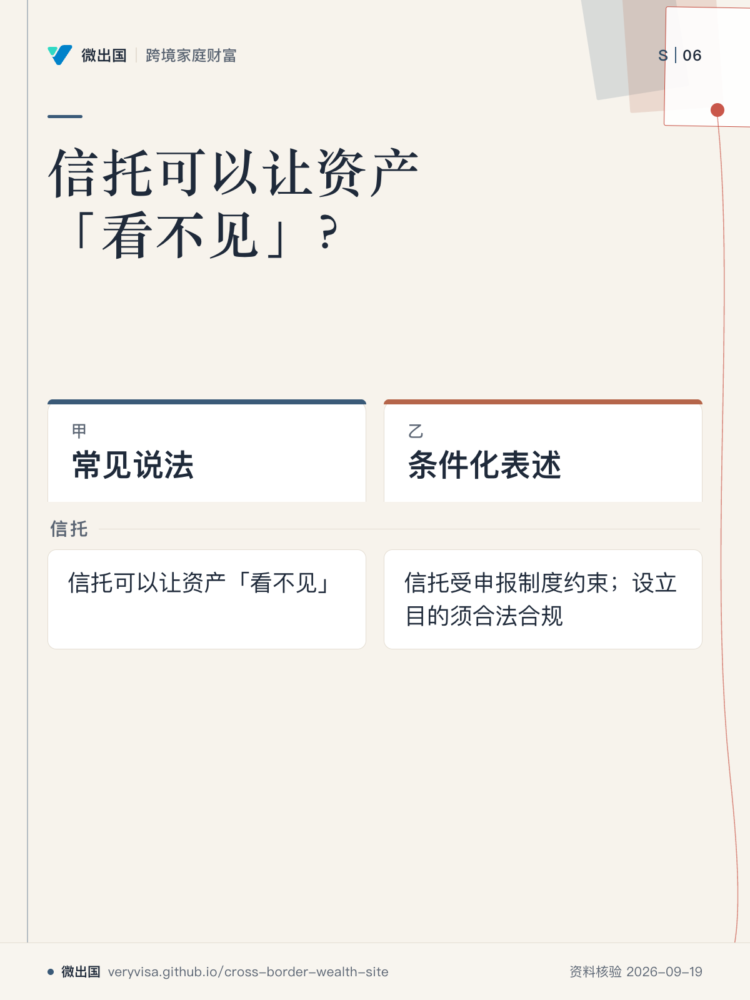 微出国 跨境家庭财富
S 06
信托可以让资产
「看不见」？
甲
常见说法
乙
条件化表述
信托
信托可以让资产「看不见」
信托受申报制度约束；设立
目的须合法合规
微出国 veryvisa.github.io/cross-border-wealth-site
资料核验 2026-09-19